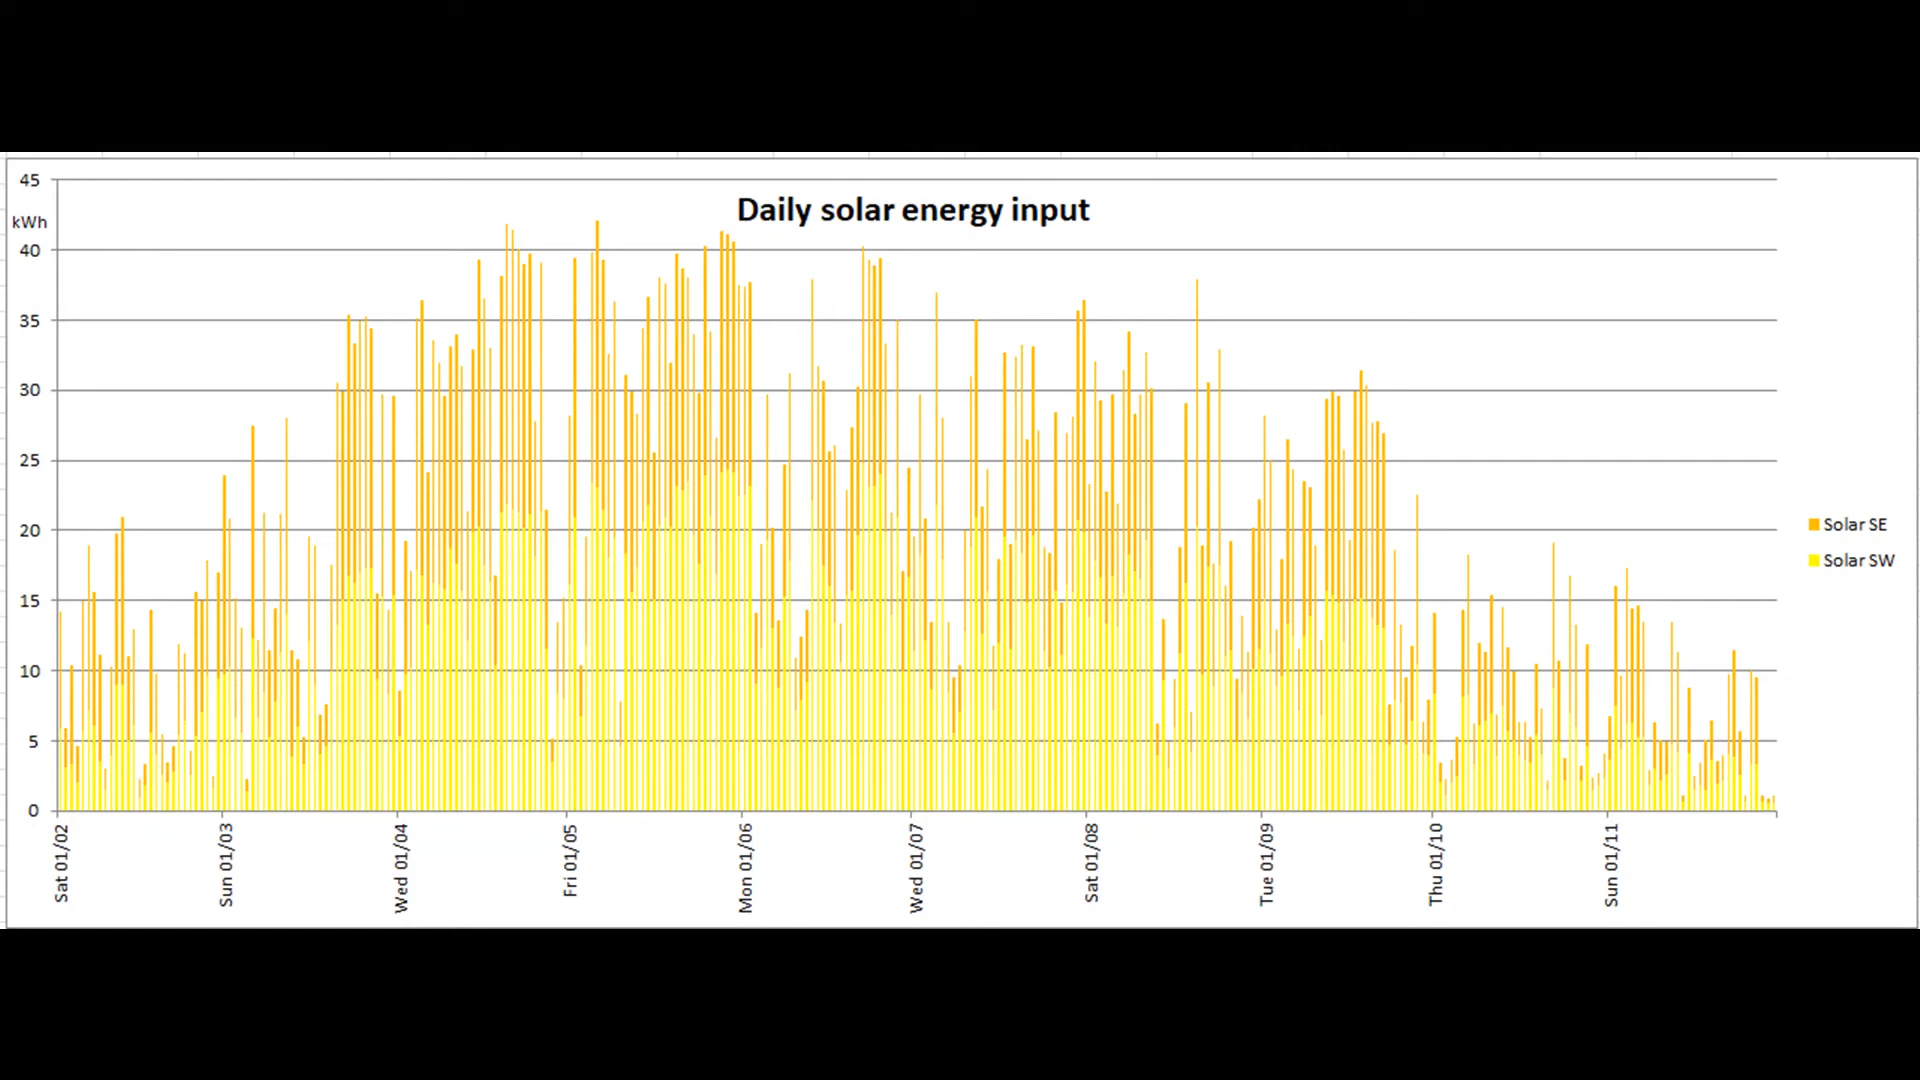 Daily solar energy input
45
kWh
40
35
30
25
20
15
10
5
0
Sat 01/02
Sun 01/03
Wed 01/04
Fri 01/05
Mon 01/06
Wed 01/07
Sat 01/08
Tue 01/09
Thu 01/10
Sun 01/11
Solar SE
Solar SW